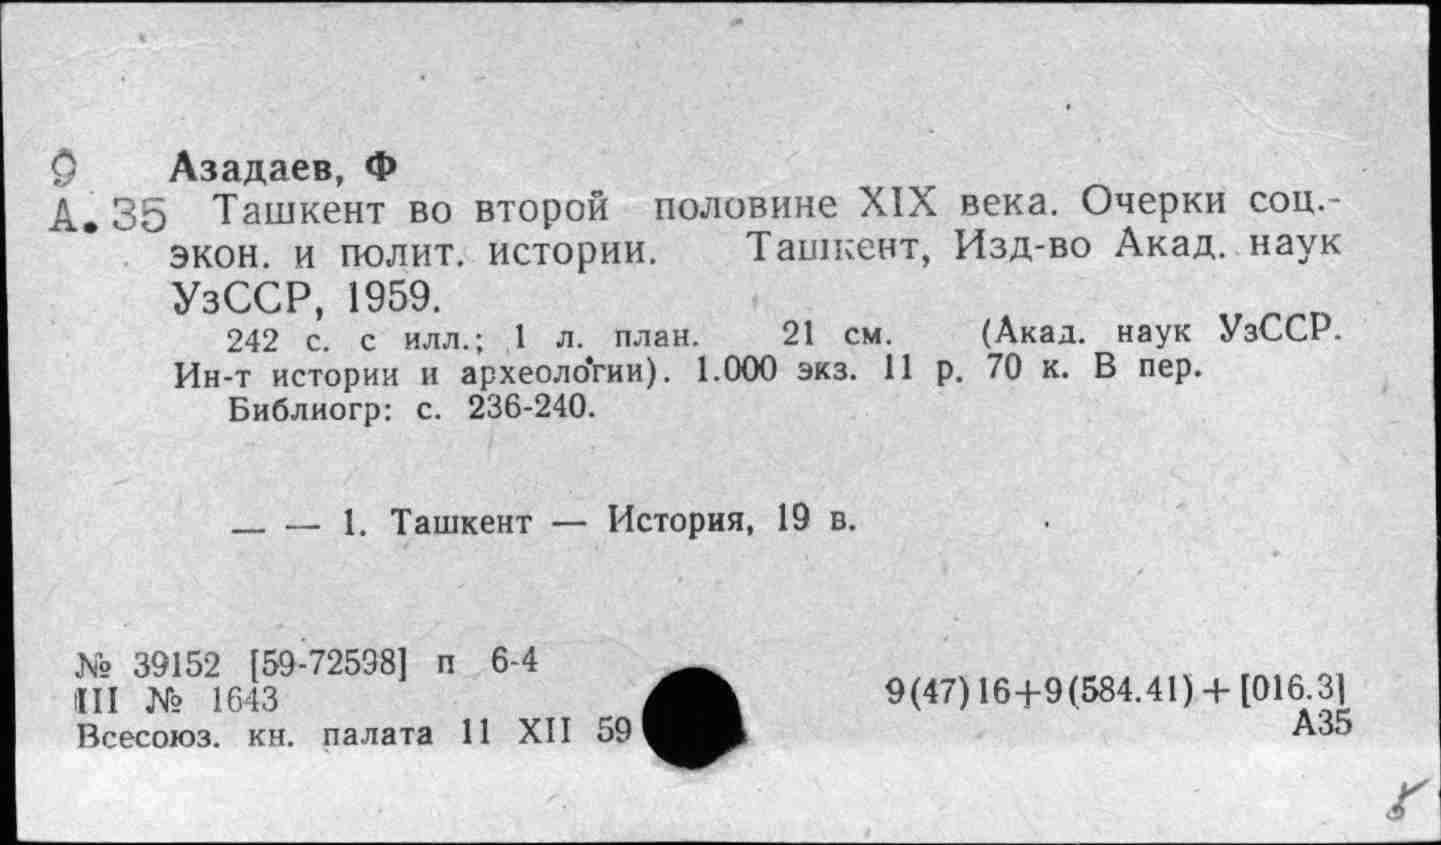 9 Азадаев, Ф
А.35 Ташкент во второй половине XIX века. Очерки соц.-
экон. и полит. истории. Ташкент, Изд-во Акад. наук
УзССР, 1959.
242 с. с илл.; 1 л. план. 21 см. (Акад. наук УзССР.
Ин-т истории и археологии). 1.000 экз. 11 р. 70 к. В пер.
Библиогр: с. 236-240.
— — 1. Ташкент — История, 19 в.
№ 39152 [59-72598] п 6-4
III № 1643
Всесоюз. кн. палата 11 XII 59
9(47)16+9(584.41)+[016.3]
А35